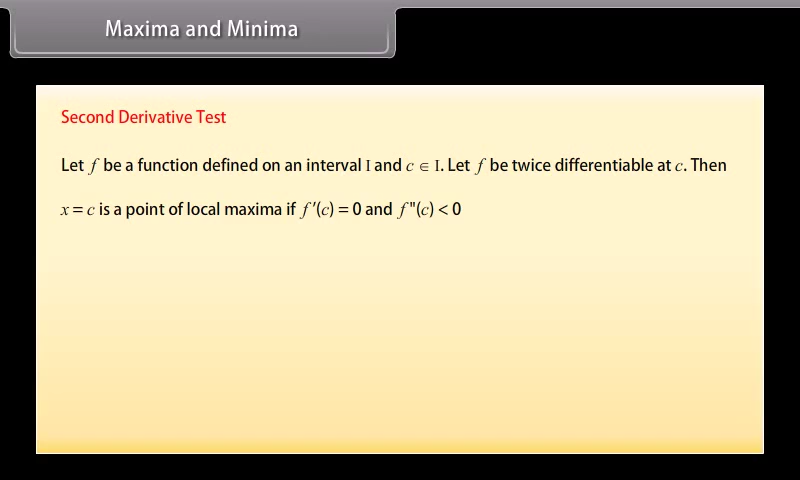 Maxima and Minima
Second Derivative Test
Let f be a function defined on an interval I and c ∈ I. Let f be twice differentiable at c. Then
x = c is a point of local maxima if f '(c) = 0 and f "(c) < 0